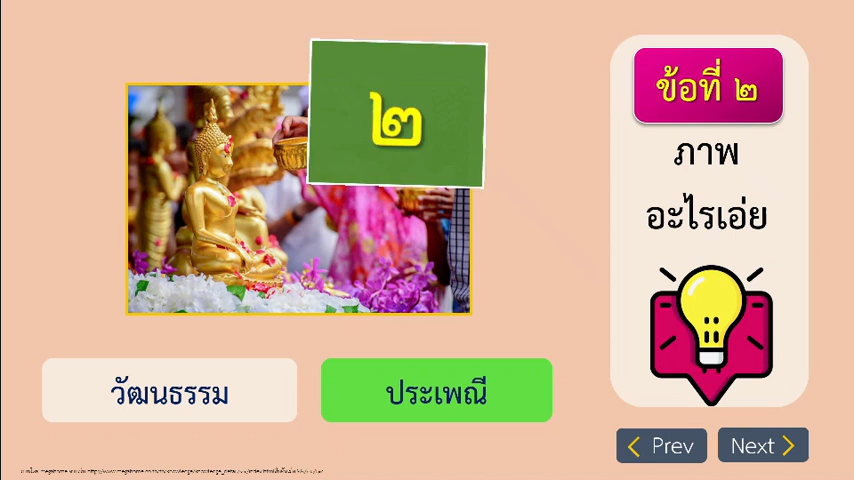 ๒
ข้อที่ ๒
ภาพ
อะไรเอ่ย
วัฒนธรรม
ประเพณี
Prev
Next